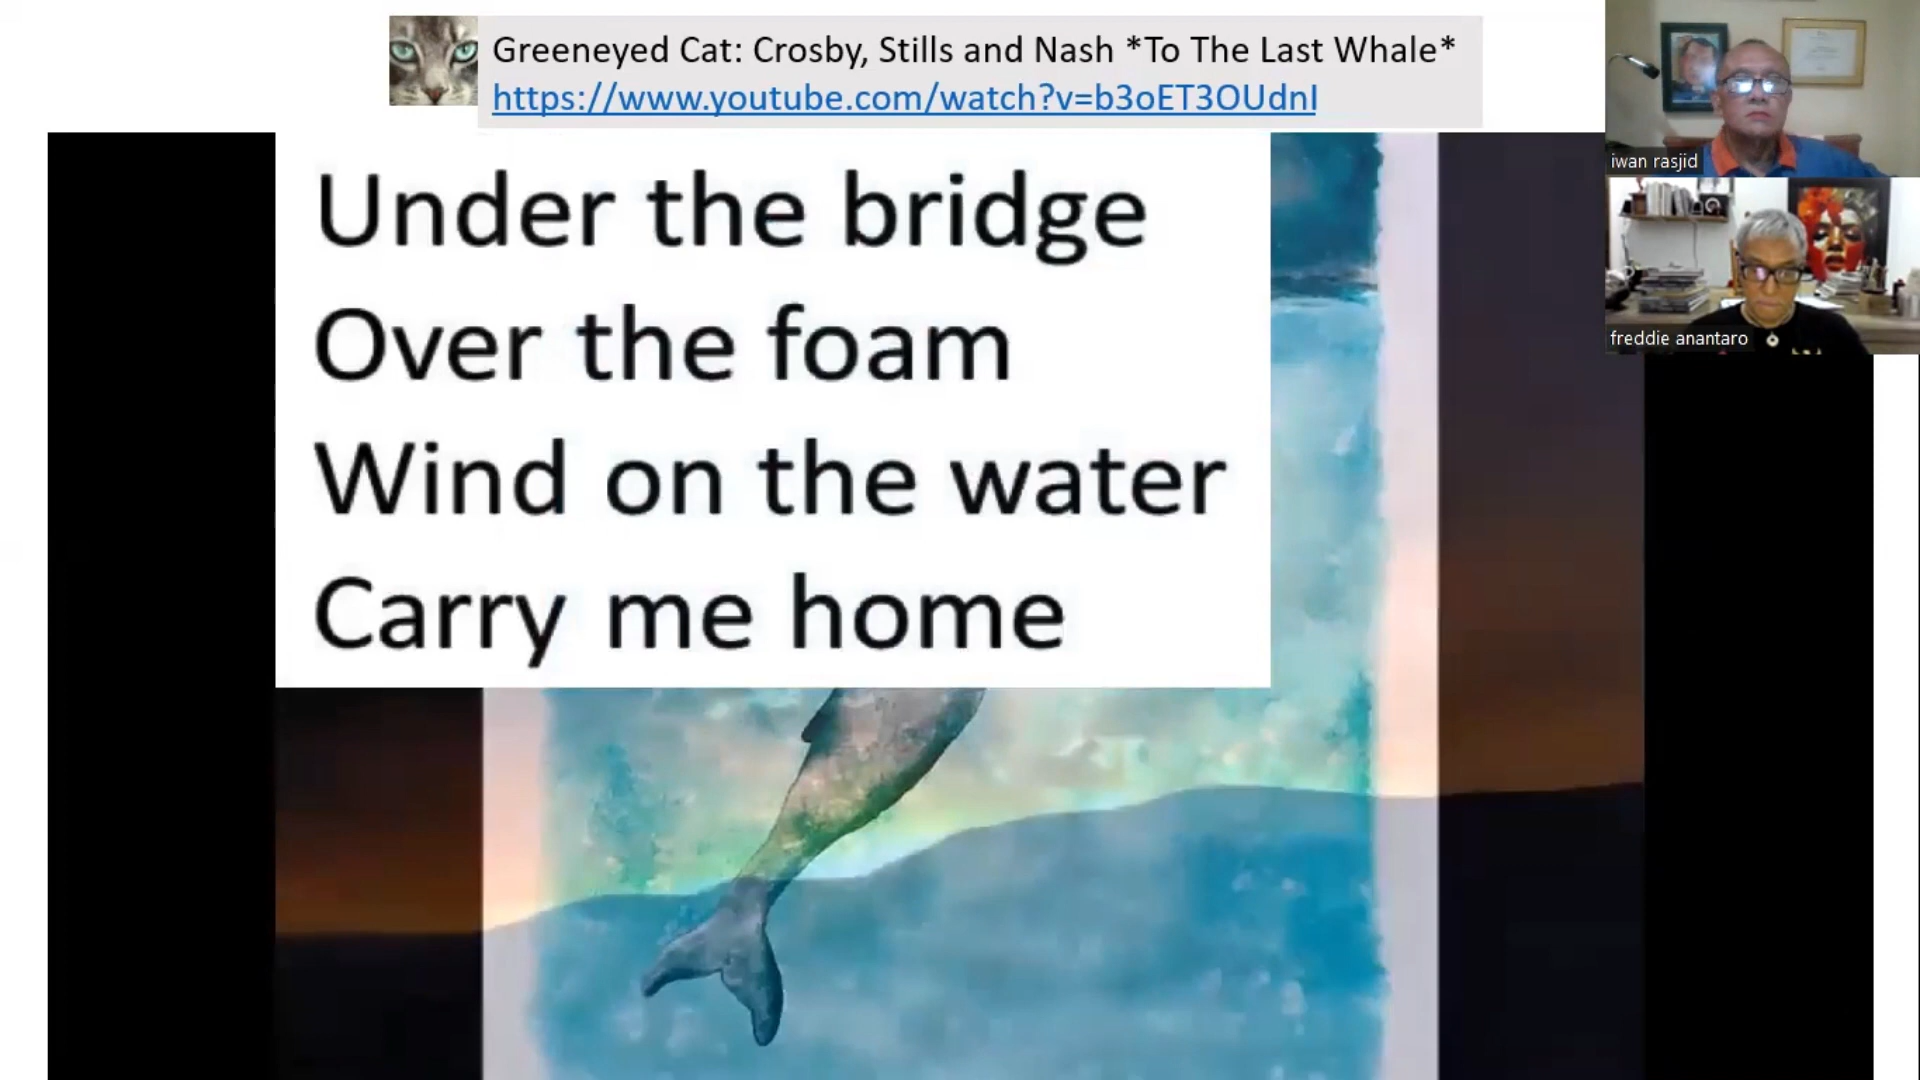 Greeneyed Cat: Crosby, Stills and Nash *To The Last Whale*
https://www.youtube.com/watch?v=b3oET3OUdnI
Under the bridge
Over the foam
Wind on the water
Carry me home
iwan rasjid
freddie anantaro